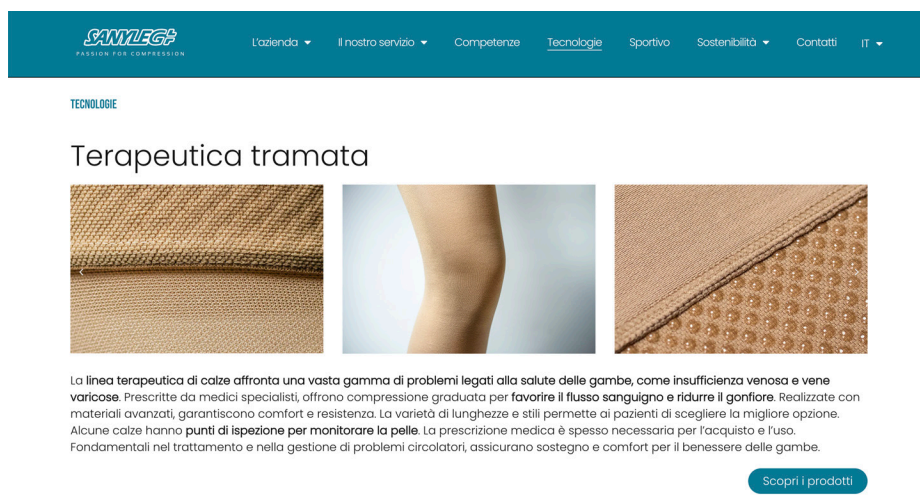 SANYLEG
PASSION FOR COMPRESSION
L'azienda
Il nostro servizio
Competenze
Tecnologie
Sportivo
Sostenibilità
Contatti
IT
TECNOLOGIE
Terapeutica tramata
La linea terapeutica di calze affronta una vasta gamma di problemi legati alla salute delle gambe, come insufficienza venosa e vene
varicose. Prescritte da medici specialisti, offrono compressione graduata per favorire il flusso sanguigno e ridurre il gonfiore. Realizzate con
materiali avanzati, garantiscono comfort e resistenza. La varietà di lunghezze e stili permette ai pazienti di scegliere la migliore opzione.
Alcune calze hanno punti di ispezione per monitorare la pelle. La prescrizione medica è spesso necessaria per l'acquisto e l'uso.
Fondamentali nel trattamento e nella gestione di problemi circolatori, assicurano sostegno e comfort per il benessere delle gambe.
Scopri i prodotti